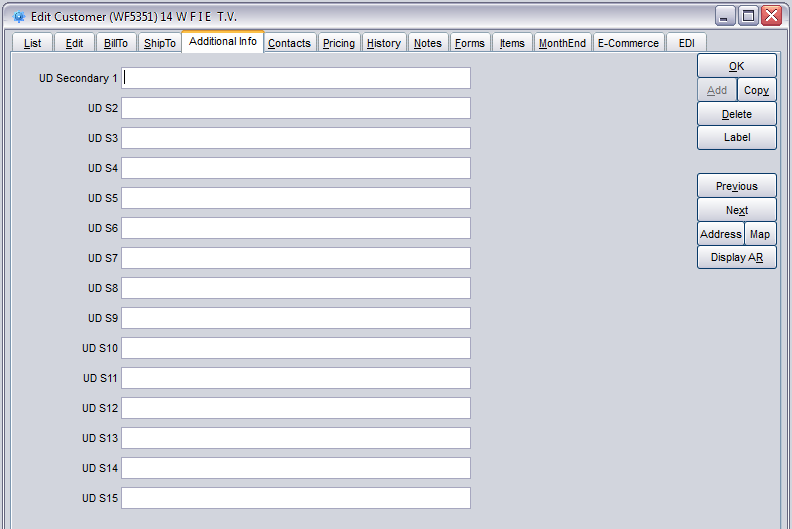 Edit Customer (WF5351) 14 W F I E T.V.
List Edit BillTo ShipTo Additional Info Contacts Pricing History Notes Forms Items MonthEnd E-Commerce EDI
UD Secondary 1
UD S2
UD S3
UD S4
UD S5
UD S6
UD S7
UD S8
UD S9
UD S10
UD S11
UD S12
UD S13
UD S14
UD S15
OK
Add Copy
Delete
Label
Previous
Next
Address Map
Display AR